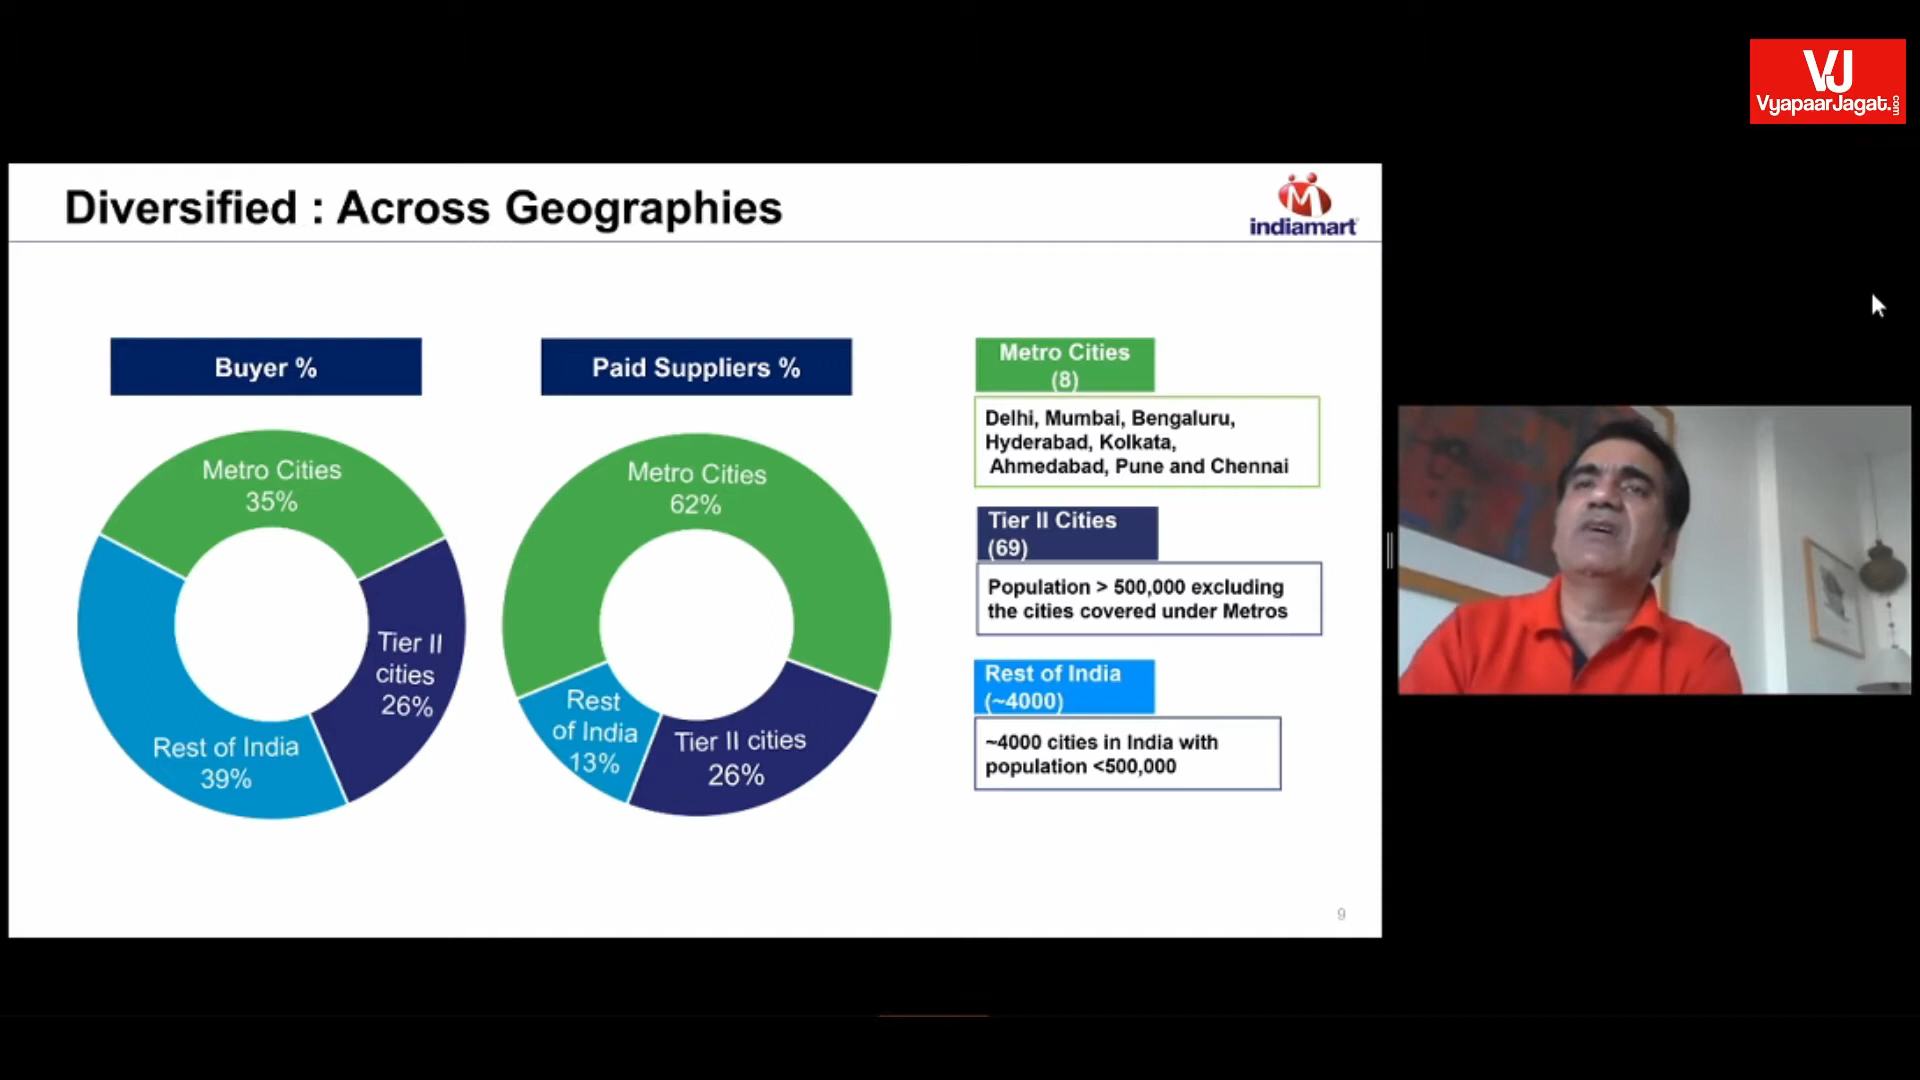 VJ
VyapaarJagat.com
Diversified : Across Geographies
indiamart
Buyer %
Paid Suppliers %
Metro Cities
35%
Tier II
cities
26%
Rest of India
39%
Metro Cities
62%
Rest
of India
13%
Tier II cities
26%
Metro Cities
(8)
Delhi, Mumbai, Bengaluru,
Hyderabad, Kolkata,
Ahmedabad, Pune and Chennai
Tier II Cities
(69)
Population > 500,000 excluding
the cities covered under Metros
Rest of India
(~4000)
~4000 cities in India with
population <500,000
9